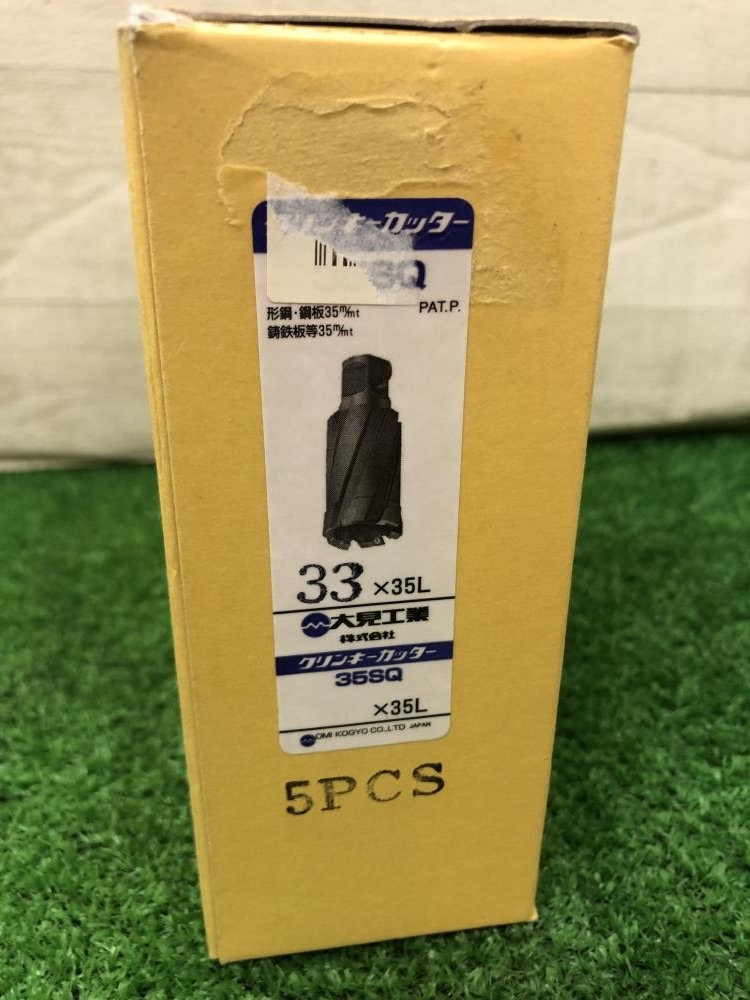 クリンキーカッター
SQ
PAT.P.
形鋼・鋼板35㎜t
鋳鉄板等35㎜t
33 ×35L
大見工業
株式会社
クリンキーカッター
35SQ
×35L
OMI KOGYO CO.,LTD JAPAN
5PCS